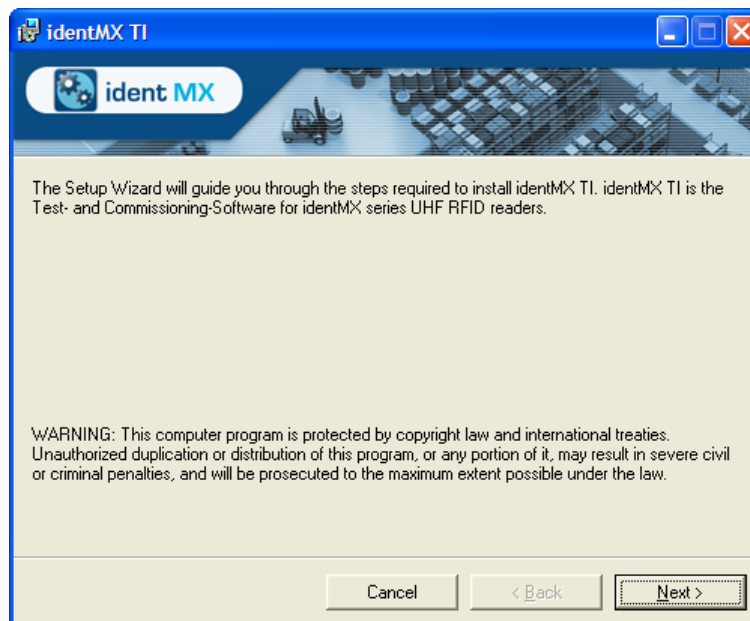 identMX TI
ident MX
The Setup Wizard will guide you through the steps required to install identMX TI. identMX TI is the
Test- and Commissioning-Software for identMX series UHF RFID readers.
WARNING: This computer program is protected by copyright law and international treaties.
Unauthorized duplication or distribution of this program, or any portion of it, may result in severe civil
or criminal penalties, and will be prosecuted to the maximum extent possible under the law.
Cancel < Back Next >